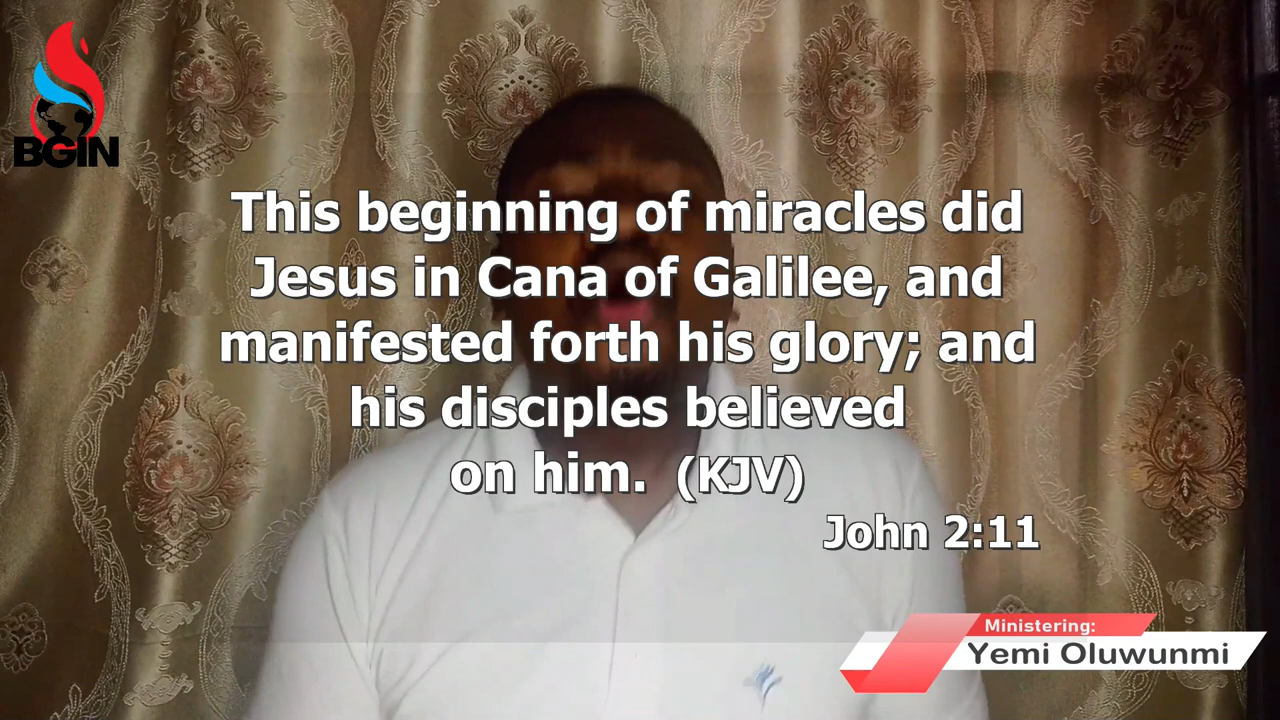 BGIN
This beginning of miracles did
Jesus in Cana of Galilee, and
manifested forth his glory; and
his disciples believed
on him. (KJV)
John 2:11
Ministering:
Yemi Oluwunmi